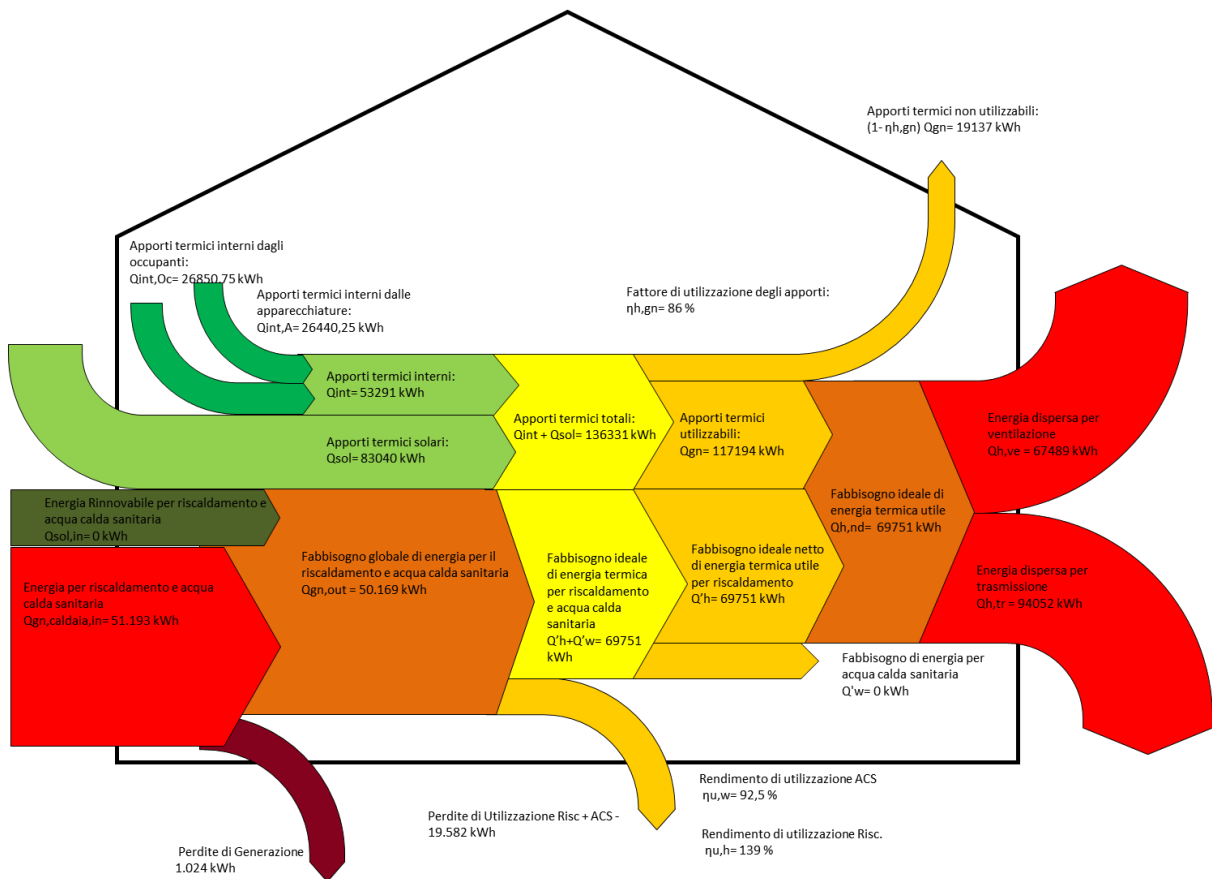 Apporti termici non utilizzabili:
(1- ηh,gn) Qgn= 19137 kWh
Apporti termici interni dagli
occupanti:
Qint,Oc= 26850,75 kWh
Apporti termici interni dalle
apparecchiature:
Qint,A= 26440,25 kWh
Fattore di utilizzazione degli apporti:
ηh,gn= 86 %
Apporti termici interni:
Qint= 53291 kWh
Apporti termici solari:
Qsol= 83040 kWh
Apporti termici totali:
Qint + Qsol= 136331 kWh
Apporti termici
utilizzabili:
Qgn= 117194 kWh
Energia dispersa per
ventilazione
Qh,ve = 67489 kWh
Energia Rinnovabile per riscaldamento e
acqua calda sanitaria
Qsol,in= 0 kWh
Fabbisogno ideale di
energia termica utile
Qh,nd= 69751 kWh
Energia per riscaldamento e acqua
calda sanitaria
Qgn,caldaia,in= 51.193 kWh
Fabbisogno globale di energia per il
riscaldamento e acqua calda sanitaria
Qgn,out = 50.169 kWh
Fabbisogno ideale
di energia termica
per riscaldamento
e acqua calda
sanitaria
Q'h+Q'w= 69751
kWh
Fabbisogno ideale netto
di energia termica utile
per riscaldamento
Q'h= 69751 kWh
Energia dispersa per
trasmissione
Qh,tr = 94052 kWh
Fabbisogno di energia per
acqua calda sanitaria
Q'w= 0 kWh
Rendimento di utilizzazione ACS
ηu,w= 92,5 %
Perdite di Utilizzazione Risc + ACS -
19.582 kWh
Rendimento di utilizzazione Risc.
ηu,h= 139 %
Perdite di Generazione
1.024 kWh